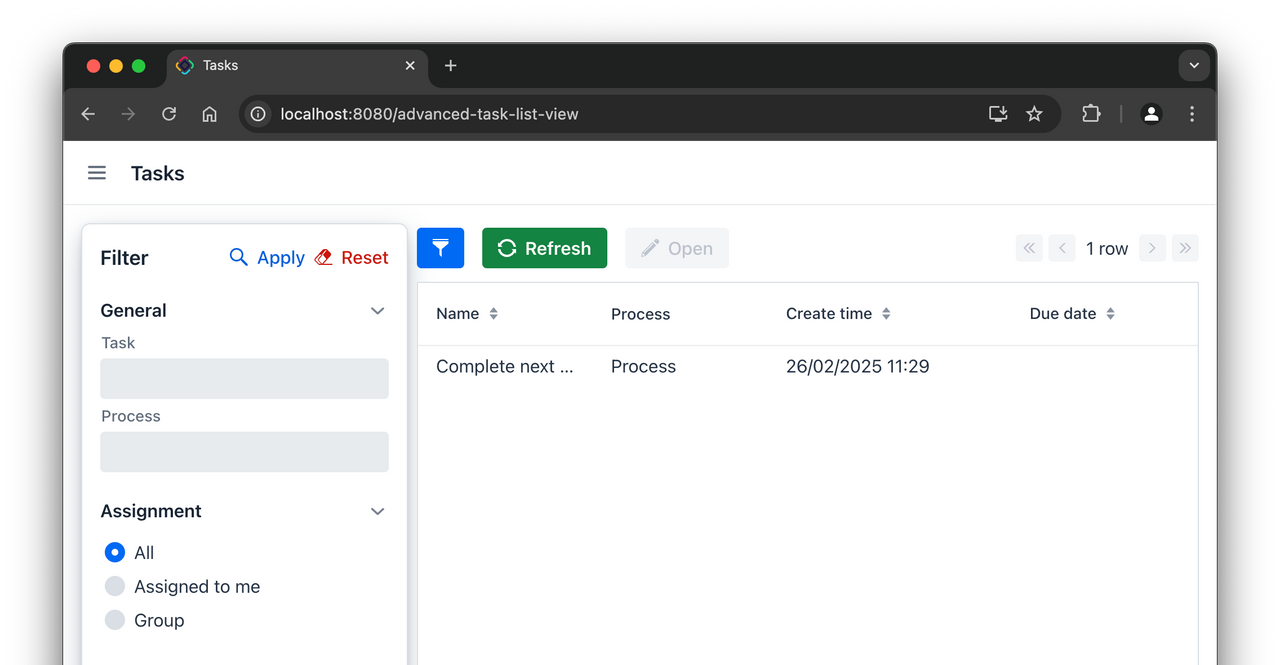 Tasks
localhost:8080/advanced-task-list-view
Tasks
Filter Apply Reset
Refresh Open 1 row
General
Task
Process
Assignment
All
Assigned to me
Group
Name Process Create time Due date
Complete next ... Process 26/02/2025 11:29